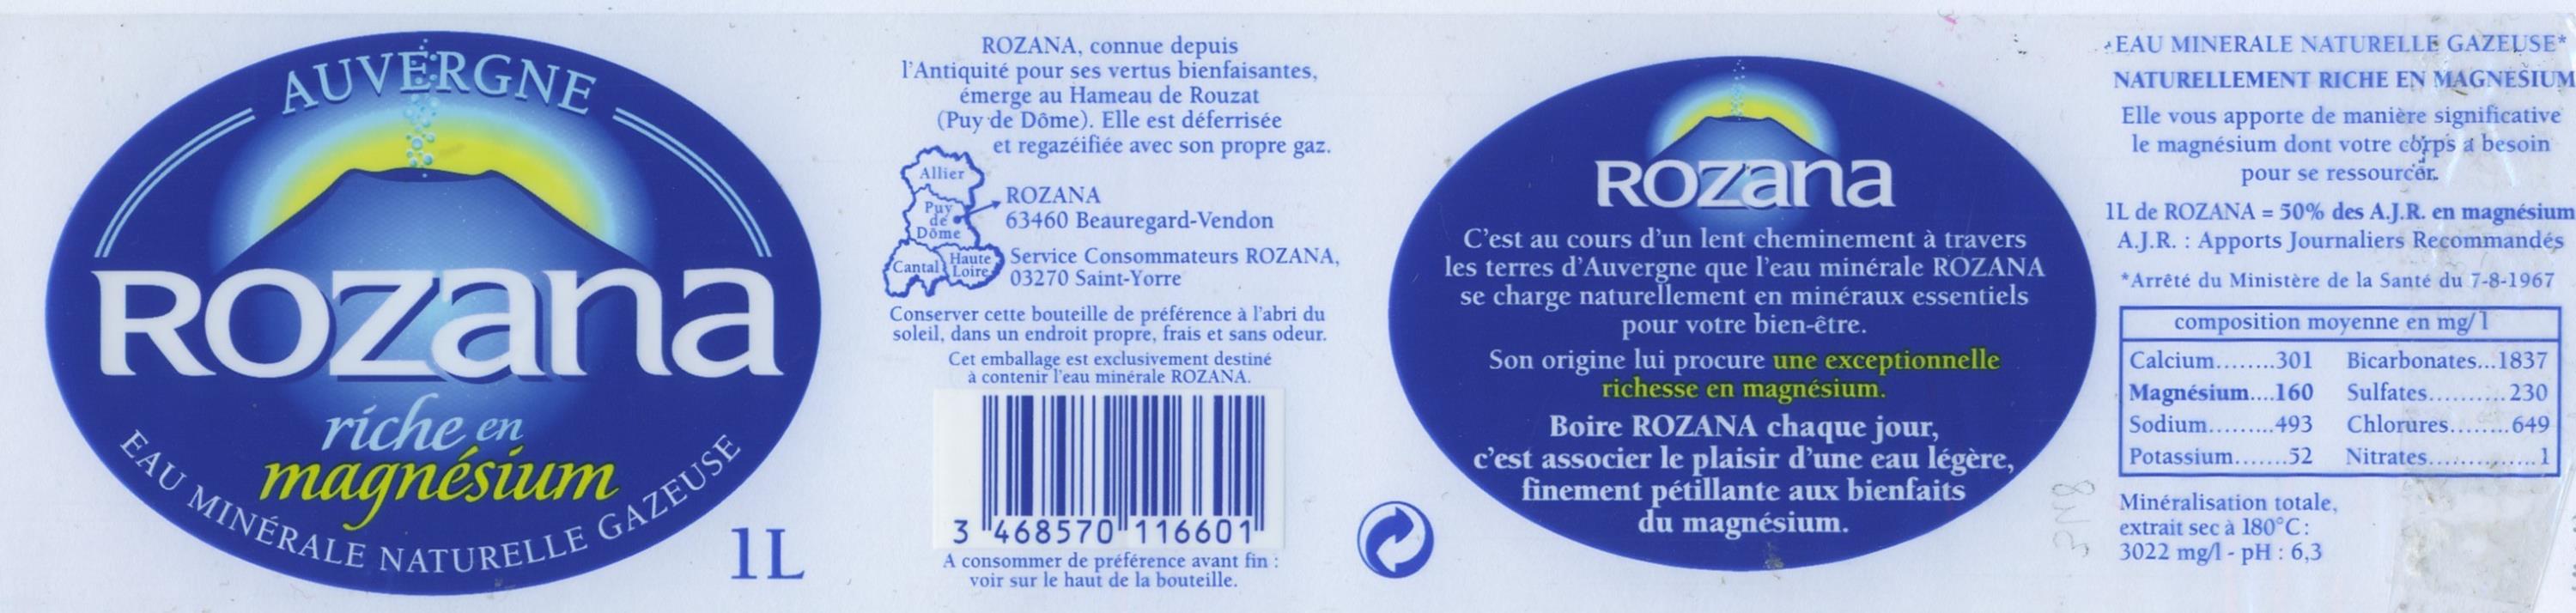 AUVERGNE
ROZana
riche en
magnésium
EAU MINÉRALE NATURELLE GAZEUSE
1L
ROZANA, connue depuis
l'Antiquité pour ses vertus bienfaisantes,
émerge au Hameau de Rouzat
(Puy de Dôme). Elle est déferrisée
et regazéifiée avec son propre gaz.
Allier
Puy
de
Dôme
Cantal
Haute
Loire
ROZANA
63460 Beauregard-Vendon
Service Consommateurs ROZANA,
03270 Saint-Yorre
Conserver cette bouteille de préférence à l'abri du
soleil, dans un endroit propre, frais et sans odeur.
Cet emballage est exclusivement destiné
à contenir l'eau minérale ROZANA.
3 468570 116601
A consommer de préférence avant fin :
voir sur le haut de la bouteille.
ROZana
C'est au cours d'un lent cheminement à travers
les terres d'Auvergne que l'eau minérale ROZANA
se charge naturellement en minéraux essentiels
pour votre bien-être.
Son origine lui procure une exceptionnelle
richesse en magnésium.
Boire ROZANA chaque jour,
c'est associer le plaisir d'une eau légère,
finement pétillante aux bienfaits
du magnésium.
EAU MINERALE NATURELLE GAZEUSE*
NATURELLEMENT RICHE EN MAGNESIUM
Elle vous apporte de manière significative
le magnésium dont votre corps a besoin
pour se ressourcer.
1L de ROZANA = 50% des A.J.R. en magnésium
A.J.R. : Apports Journaliers Recommandés
*Arrêté du Ministère de la Santé du 7-8-1967
composition moyenne en mg/l
Calcium........301 Bicarbonates...1837
Magnésium....160 Sulfates..........230
Sodium.........493 Chlorures........649
Potassium.......52 Nitrates..............1
Minéralisation totale,
extrait sec à 180°C :
3022 mg/l - pH : 6,3